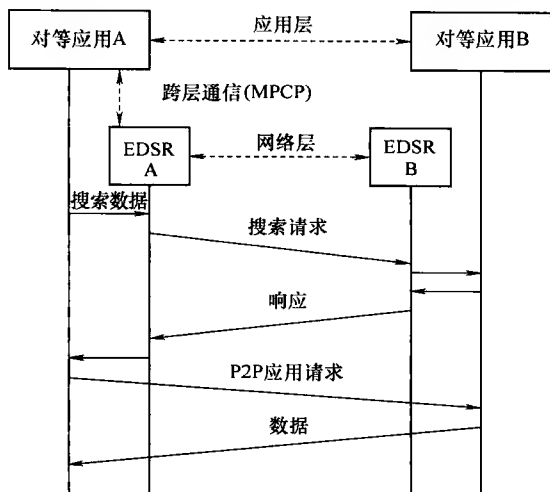 应用层
对等应用A
对等应用B
跨层通信(MPCP)
EDSR
A
网络层
EDSR
B
搜索数据
搜索请求
响应
P2P应用请求
数据